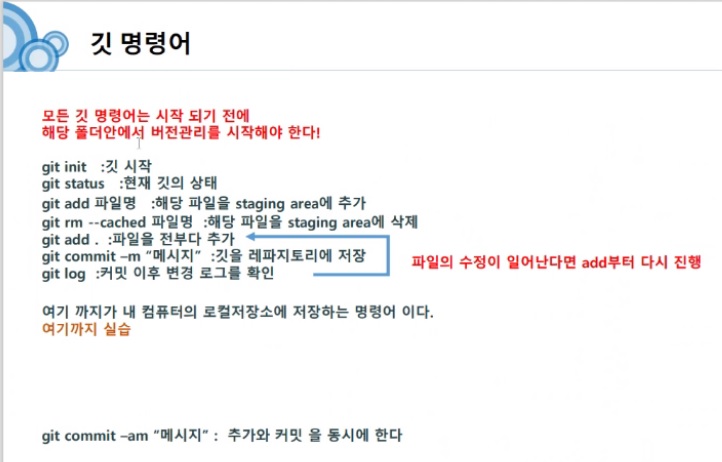 깃 명령어
모든 깃 명령어는 시작 되기 전에
해당 폴더안에서 버전관리를 시작해야 한다!
git init :깃 시작
git status :현재 깃의 상태
git add 파일명 :해당 파일을 staging area에 추가
git rm --cached 파일명 :해당 파일을 staging area에 삭제
git add . :파일을 전부다 추가
git commit –m “메시지” :깃을 레파지토리에 저장
git log :커밋 이후 변경 로그를 확인
파일의 수정이 일어난다면 add부터 다시 진행
여기 까지가 내 컴퓨터의 로컬저장소에 저장하는 명령어 이다.
여기까지 실습
git commit –am “메시지” : 추가와 커밋 을 동시에 한다